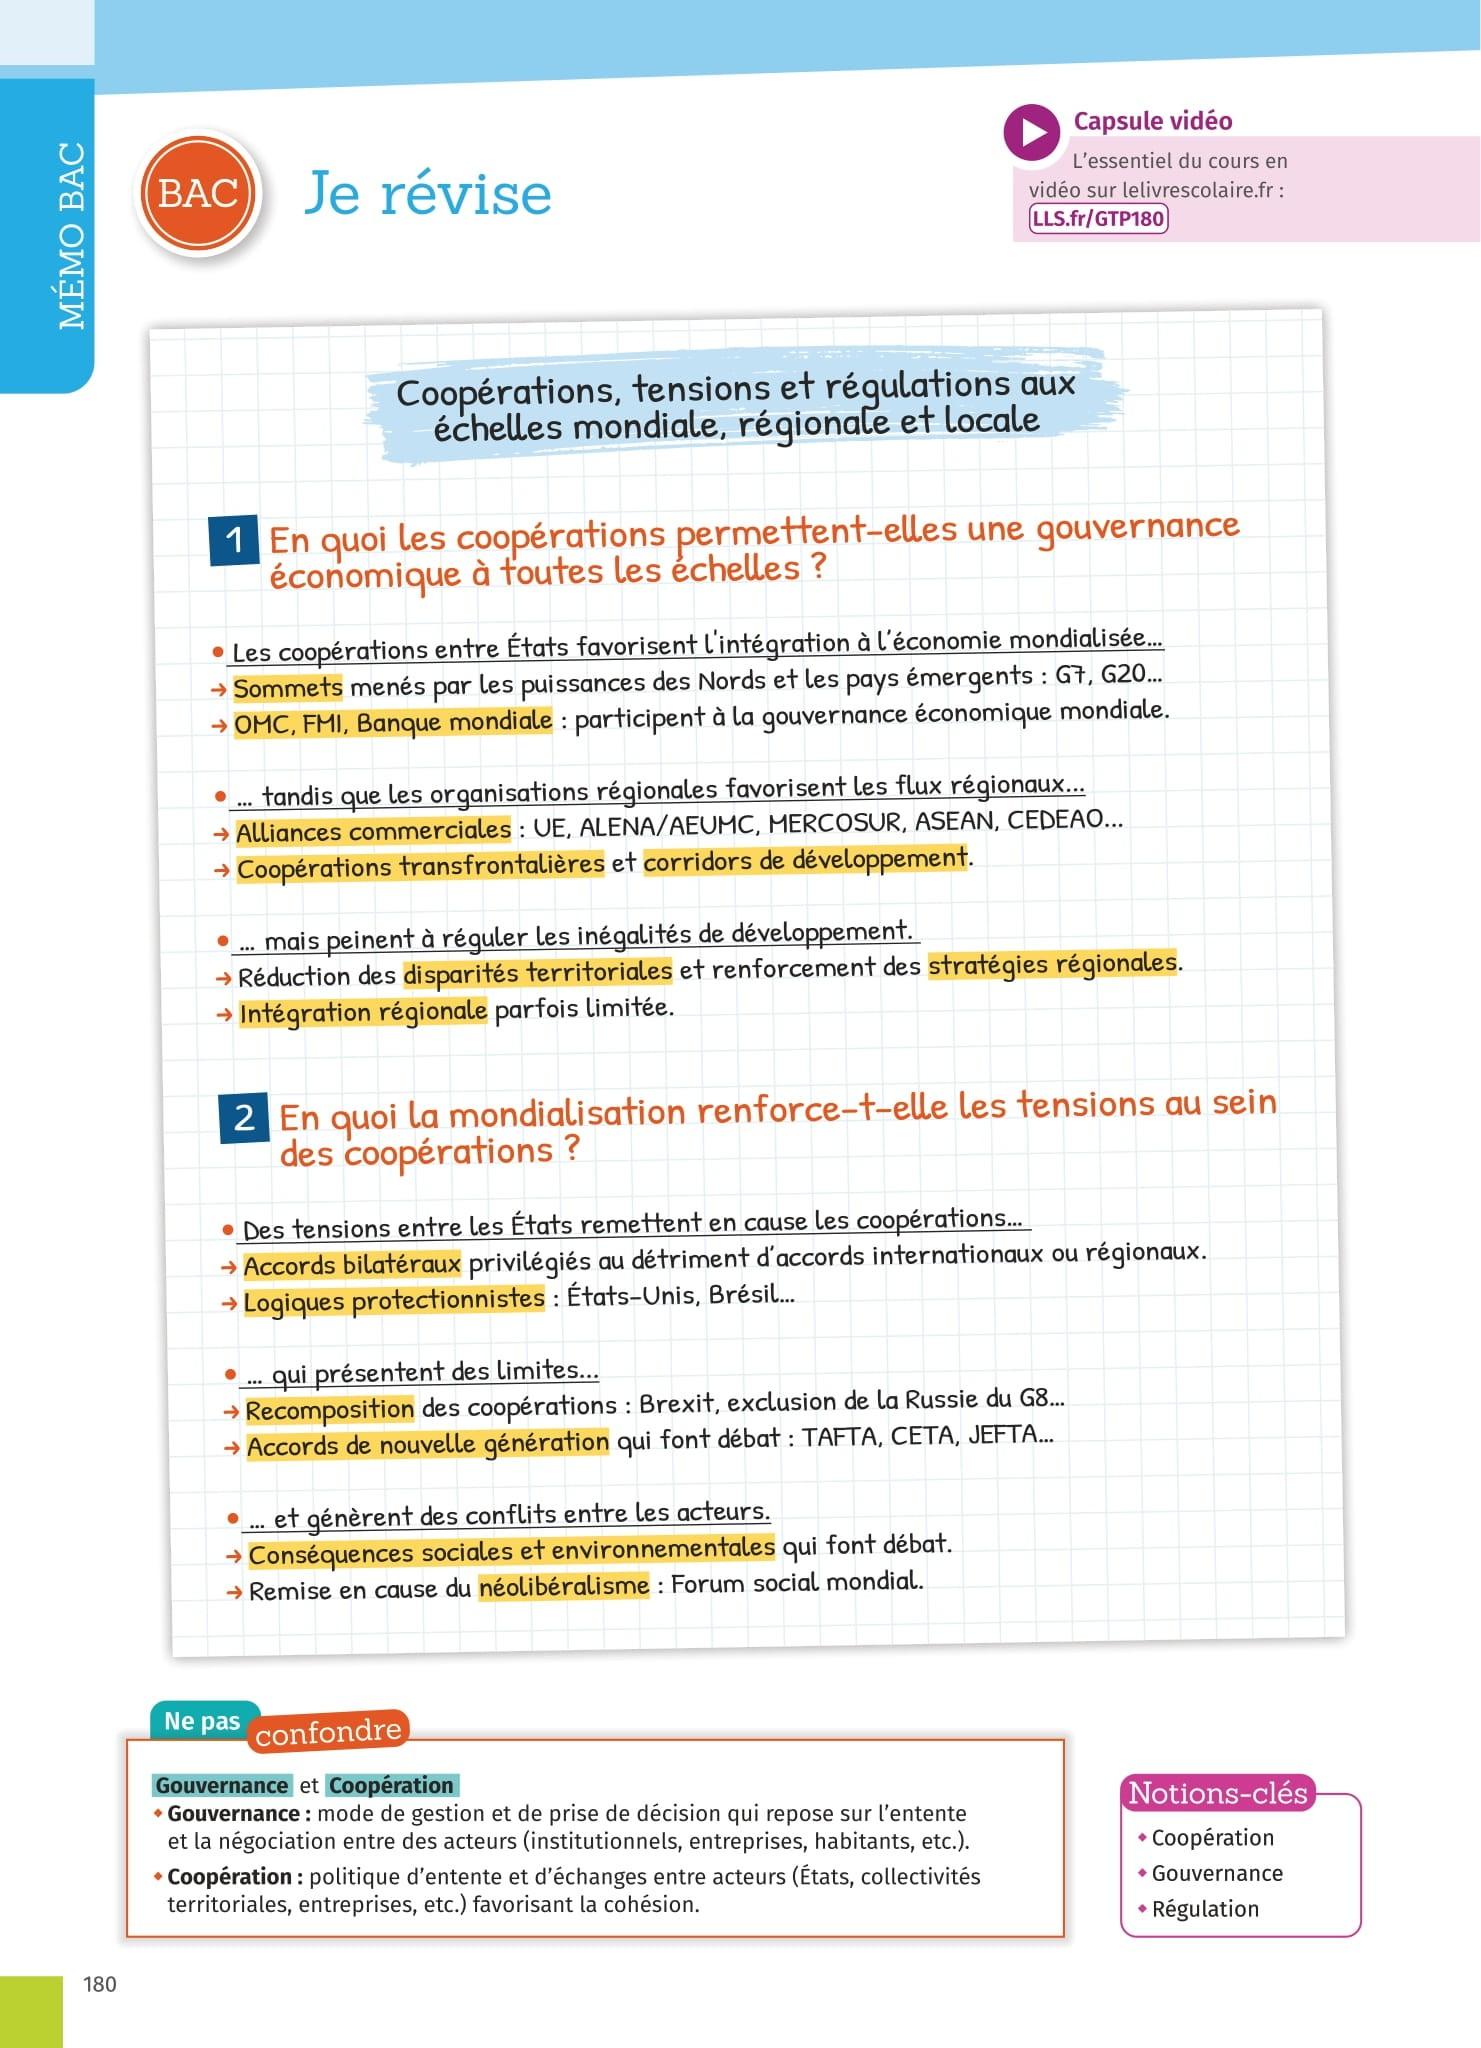 MÉMO BAC
BAC
Je révise
Capsule vidéo
L'essentiel du cours en
vidéo sur lelivrescolaire.fr :
LLS.fr/GTP180
Coopérations, tensions et régulations aux
échelles mondiale, régionale et locale
1 En quoi les coopérations permettent-elles une gouvernance
économique à toutes les échelles ?
• Les coopérations entre États favorisent l'intégration à l'économie mondialisée...
→ Sommets menés par les puissances des Nords et les pays émergents : G7, G20...
→ OMC, FMI, Banque mondiale : participent à la gouvernance économique mondiale.
• ... tandis que les organisations régionales favorisent les flux régionaux...
→ Alliances commerciales : UE, ALENA/AEUMC, MERCOSUR, ASEAN, CEDEAO...
→ Coopérations transfrontalières et corridors de développement.
• ... mais peinent à réguler les inégalités de développement.
→ Réduction des disparités territoriales et renforcement des stratégies régionales.
→ Intégration régionale parfois limitée.
2 En quoi la mondialisation renforce-t-elle les tensions au sein
des coopérations ?
• Des tensions entre les États remettent en cause les coopérations...
→ Accords bilatéraux privilégiés au détriment d'accords internationaux ou régionaux.
→ Logiques protectionnistes : États-Unis, Brésil...
• ... qui présentent des limites...
→ Recomposition des coopérations : Brexit, exclusion de la Russie du G8...
→ Accords de nouvelle génération qui font débat : TAFTA, CETA, JEFTA...
• ... et génèrent des conflits entre les acteurs.
→ Conséquences sociales et environnementales qui font débat.
→ Remise en cause du néolibéralisme : Forum social mondial.
Ne pas confondre
Gouvernance et Coopération
◆ Gouvernance : mode de gestion et de prise de décision qui repose sur l'entente
et la négociation entre des acteurs (institutionnels, entreprises, habitants, etc.).
◆ Coopération : politique d'entente et d'échanges entre acteurs (États, collectivités
territoriales, entreprises, etc.) favorisant la cohésion.
Notions-clés
◆ Coopération
◆ Gouvernance
◆ Régulation
180